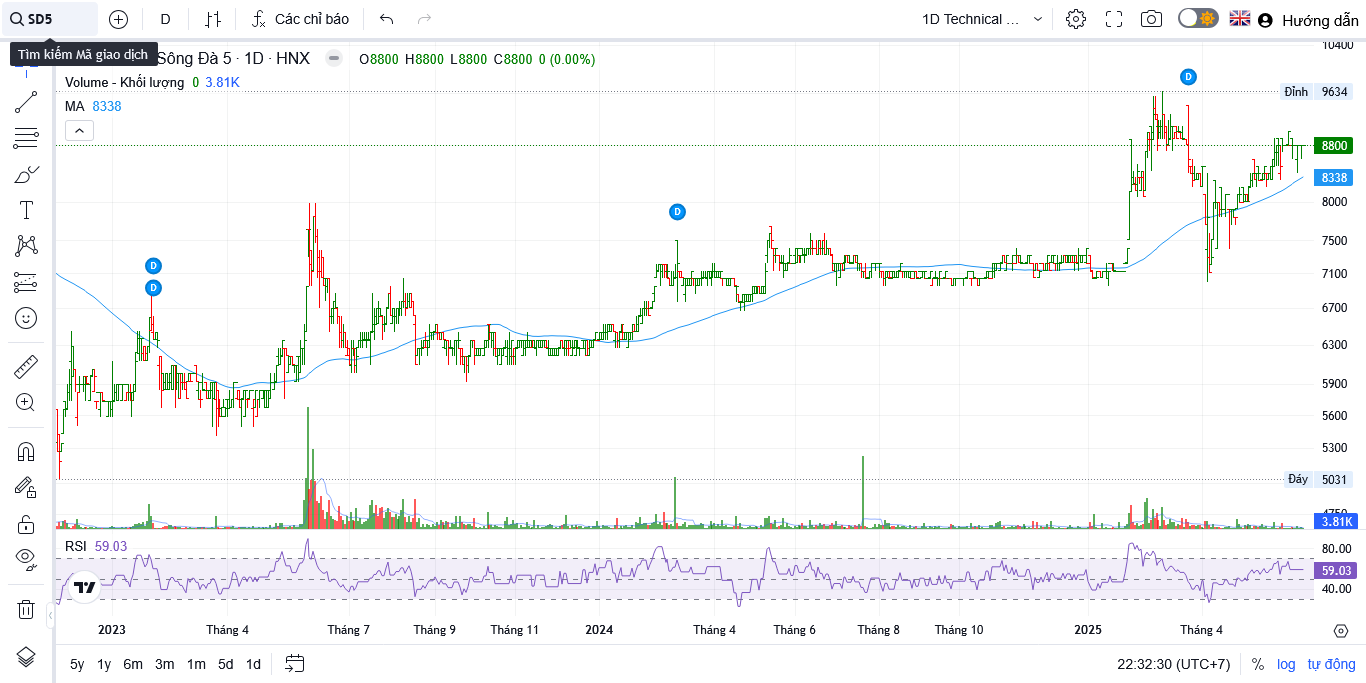 SD5 D Các chỉ báo 1D Technical ... Hướng dẫn
Tìm kiếm Mã giao dịch
Sông Đà 5 · 1D · HNX O8800 H8800 L8800 C8800 0 (0.00%)
Volume - Khối lượng 0 3.81K
MA 8338
10400
D
Đỉnh 9634
8800
8338
8000
D
7500
D
7100
D
6700
6300
5900
5600
5300
Đáy 5031
4750
3.81K
RSI 59.03
80.00
59.03
40.00
2023 Tháng 4 Tháng 7 Tháng 9 Tháng 11 2024 Tháng 4 Tháng 6 Tháng 8 Tháng 10 2025 Tháng 4
5y 1y 6m 3m 1m 5d 1d 22:32:30 (UTC+7) % log tự động